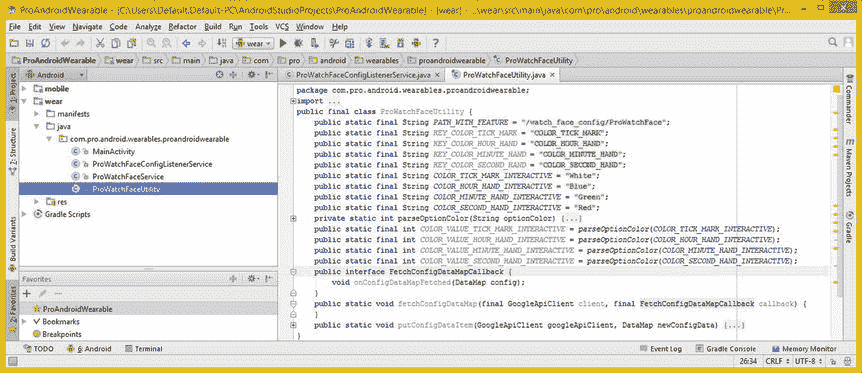 ProAndroidWearable - [C:\Users\Default.Default-PC\AndroidStudioProjects\ProAndroidWearable] - [wear] - ...\wear\src\main\java\com\pro\android\wearables\proandroidwearable\Pro...
File Edit View Navigate Code Analyze Refactor Build Run Tools VCS Window Help
wear
ProAndroidWearable wear src main java com pro android wearables proandroidwearable ProWatchFaceUtility
Android
ProWatchFaceConfigListenerService.java
ProWatchFaceUtility.java
1: Project
7: Structure
Build Variants
2: Favorites
mobile
wear
manifests
java
com.pro.android.wearables.proandroidwearable
MainActivity
ProWatchFaceConfigListenerService
ProWatchFaceService
ProWatchFaceUtility
res
Gradle Scripts
Favorites
ProAndroidWearable
Bookmarks
Breakpoints
package com.pro.android.wearables.proandroidwearable;
import ...
public final class ProWatchFaceUtility {
public static final String PATH_WITH_FEATURE = "/watch_face_config/ProWatchFace";
public static final String KEY_COLOR_TICK_MARK = "COLOR_TICK_MARK";
public static final String KEY_COLOR_HOUR_HAND = "COLOR_HOUR_HAND";
public static final String KEY_COLOR_MINUTE_HAND = "COLOR_MINUTE_HAND";
public static final String KEY_COLOR_SECOND_HAND = "COLOR_SECOND_HAND";
public static final String COLOR_TICK_MARK_INTERACTIVE = "White";
public static final String COLOR_HOUR_HAND_INTERACTIVE = "Blue";
public static final String COLOR_MINUTE_HAND_INTERACTIVE = "Green";
public static final String COLOR_SECOND_HAND_INTERACTIVE = "Red";
private static int parseOptionColor(String optionColor) {...}
public static final int COLOR_VALUE_TICK_MARK_INTERACTIVE = parseOptionColor(COLOR_TICK_MARK_INTERACTIVE);
public static final int COLOR_VALUE_HOUR_HAND_INTERACTIVE = parseOptionColor(COLOR_HOUR_HAND_INTERACTIVE);
public static final int COLOR_VALUE_MINUTE_HAND_INTERACTIVE = parseOptionColor(COLOR_MINUTE_HAND_INTERACTIVE);
public static final int COLOR_VALUE_SECOND_HAND_INTERACTIVE = parseOptionColor(COLOR_SECOND_HAND_INTERACTIVE);
public interface FetchConfigDataMapCallback {
void onConfigDataMapFetched(DataMap config);
}
public static void fetchConfigDataMap(final GoogleApiClient client, final FetchConfigDataMapCallback callback) {
}
public static void putConfigDataItem(GoogleApiClient googleApiClient, DataMap newConfigData) {...}
}
Commander
Maven Projects
Gradle
TODO 6: Android Terminal Event Log Gradle Console Memory Monitor
26:34 CRLF UTF-8